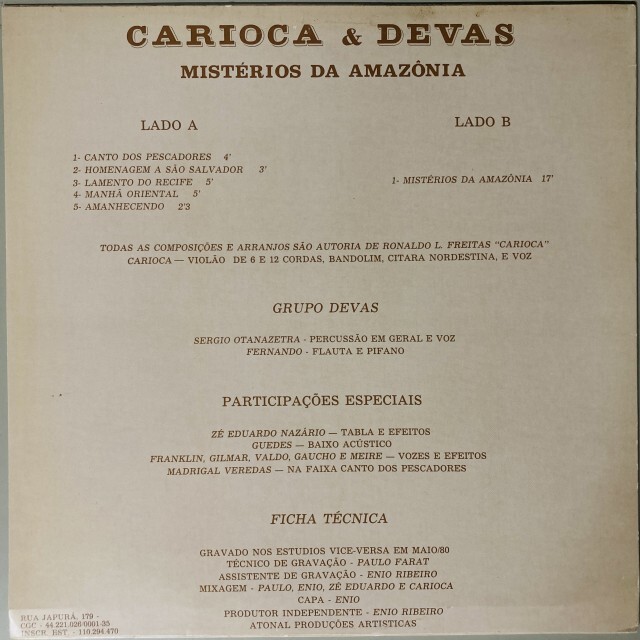 CARIOCA & DEVAS
MISTÉRIOS DA AMAZÔNIA
LADO A
1- CANTO DOS PESCADORES 4'
2- HOMENAGEM A SÃO SALVADOR 3'
3- LAMENTO DO RECIFE 5'
4- MANHÃ ORIENTAL 5'
5- AMANHECENDO 2'3
LADO B
1- MISTÉRIOS DA AMAZÔNIA 17'
TODAS AS COMPOSIÇÕES E ARRANJOS SÃO AUTORIA DE RONALDO L. FREITAS "CARIOCA"
CARIOCA — VIOLÃO DE 6 E 12 CORDAS, BANDOLIM, CITARA NORDESTINA, E VOZ
GRUPO DEVAS
SERGIO OTANAZETRA - PERCUSSÃO EM GERAL E VOZ
FERNANDO - FLAUTA E PIFANO
PARTICIPAÇÕES ESPECIAIS
ZÉ EDUARDO NAZÁRIO — TABLA E EFEITOS
GUEDES — BAIXO ACÚSTICO
FRANKLIN, GILMAR, VALDO, GAUCHO E MEIRE — VOZES E EFEITOS
MADRIGAL VEREDAS — NA FAIXA CANTO DOS PESCADORES
FICHA TÉCNICA
GRAVADO NOS ESTUDIOS VICE-VERSA EM MAIO/80
TÉCNICO DE GRAVAÇÃO - PAULO FARAT
ASSISTENTE DE GRAVAÇÃO - ENIO RIBEIRO
MIXAGEM - PAULO, ENIO, ZÉ EDUARDO E CARIOCA
CAPA - ENIO
PRODUTOR INDEPENDENTE - ENIO RIBEIRO
ATONAL PRODUÇÕES ARTISTICAS
RUA JAPURÁ, 179 -
CGC - 44.221.026/0001-35
INSCR. EST. - 110.294.470